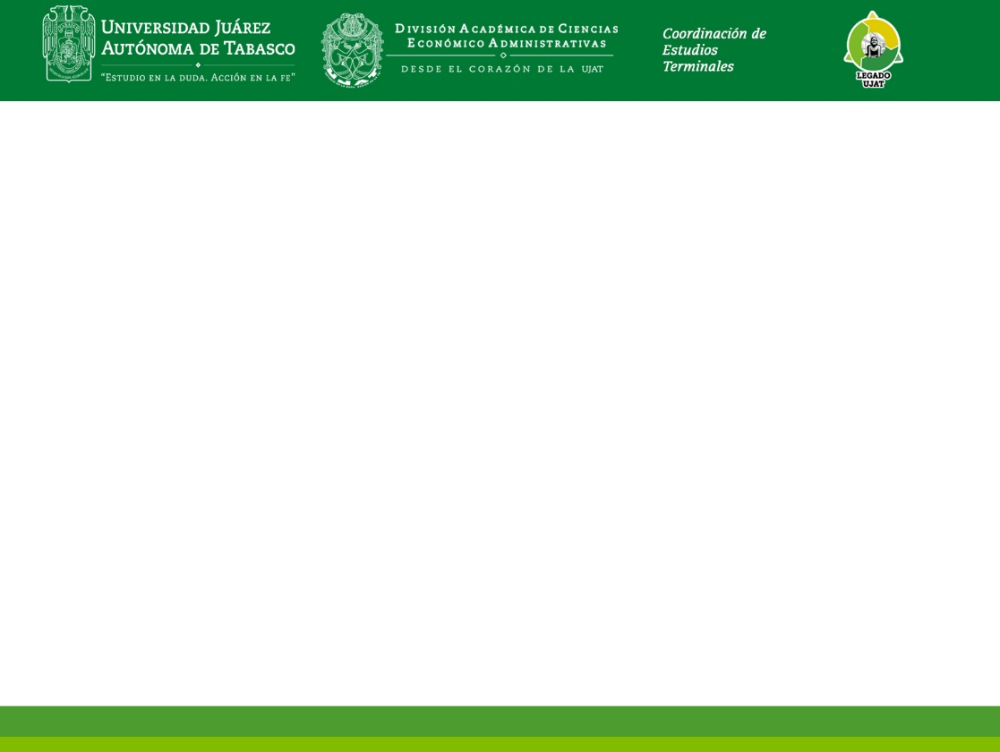 UNIVERSIDAD JUÁREZ
AUTÓNOMA DE TABASCO
“ESTUDIO EN LA DUDA. ACCIÓN EN LA FE”
DIVISIÓN ACADÉMICA DE CIENCIAS
ECONÓMICO ADMINISTRATIVAS
DESDE EL CORAZÓN DE LA UJAT
Coordinación de
Estudios
Terminales
LEGADO
UJAT